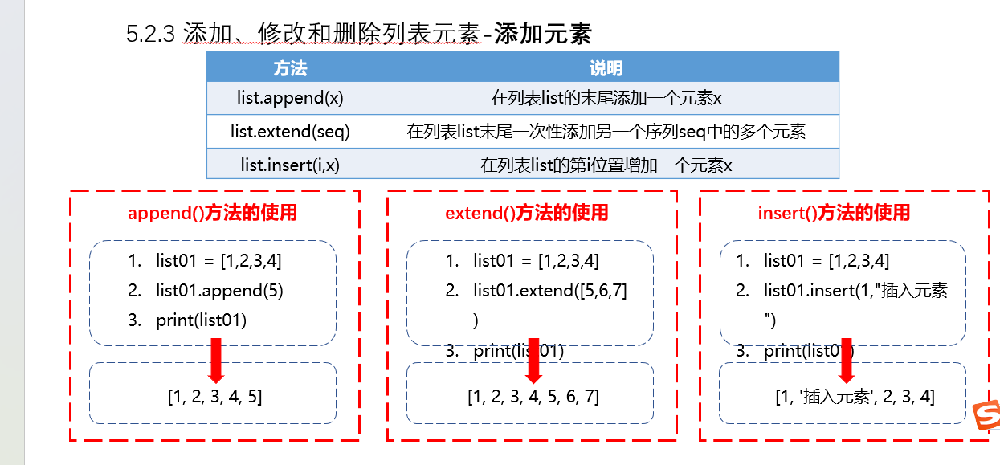 5.2.3 添加、修改和删除列表元素-添加元素
方法 说明
list.append(x) 在列表list的末尾添加一个元素x
list.extend(seq) 在列表list末尾一次性添加另一个序列seq中的多个元素
list.insert(i,x) 在列表list的第i位置增加一个元素x
append()方法的使用
1. list01 = [1,2,3,4]
2. list01.append(5)
3. print(list01)
[1, 2, 3, 4, 5]
extend()方法的使用
1. list01 = [1,2,3,4]
2. list01.extend([5,6,7]
)
3. print(list01)
[1, 2, 3, 4, 5, 6, 7]
insert()方法的使用
1. list01 = [1,2,3,4]
2. list01.insert(1,"插入元素
")
3. print(list01)
[1, '插入元素', 2, 3, 4]